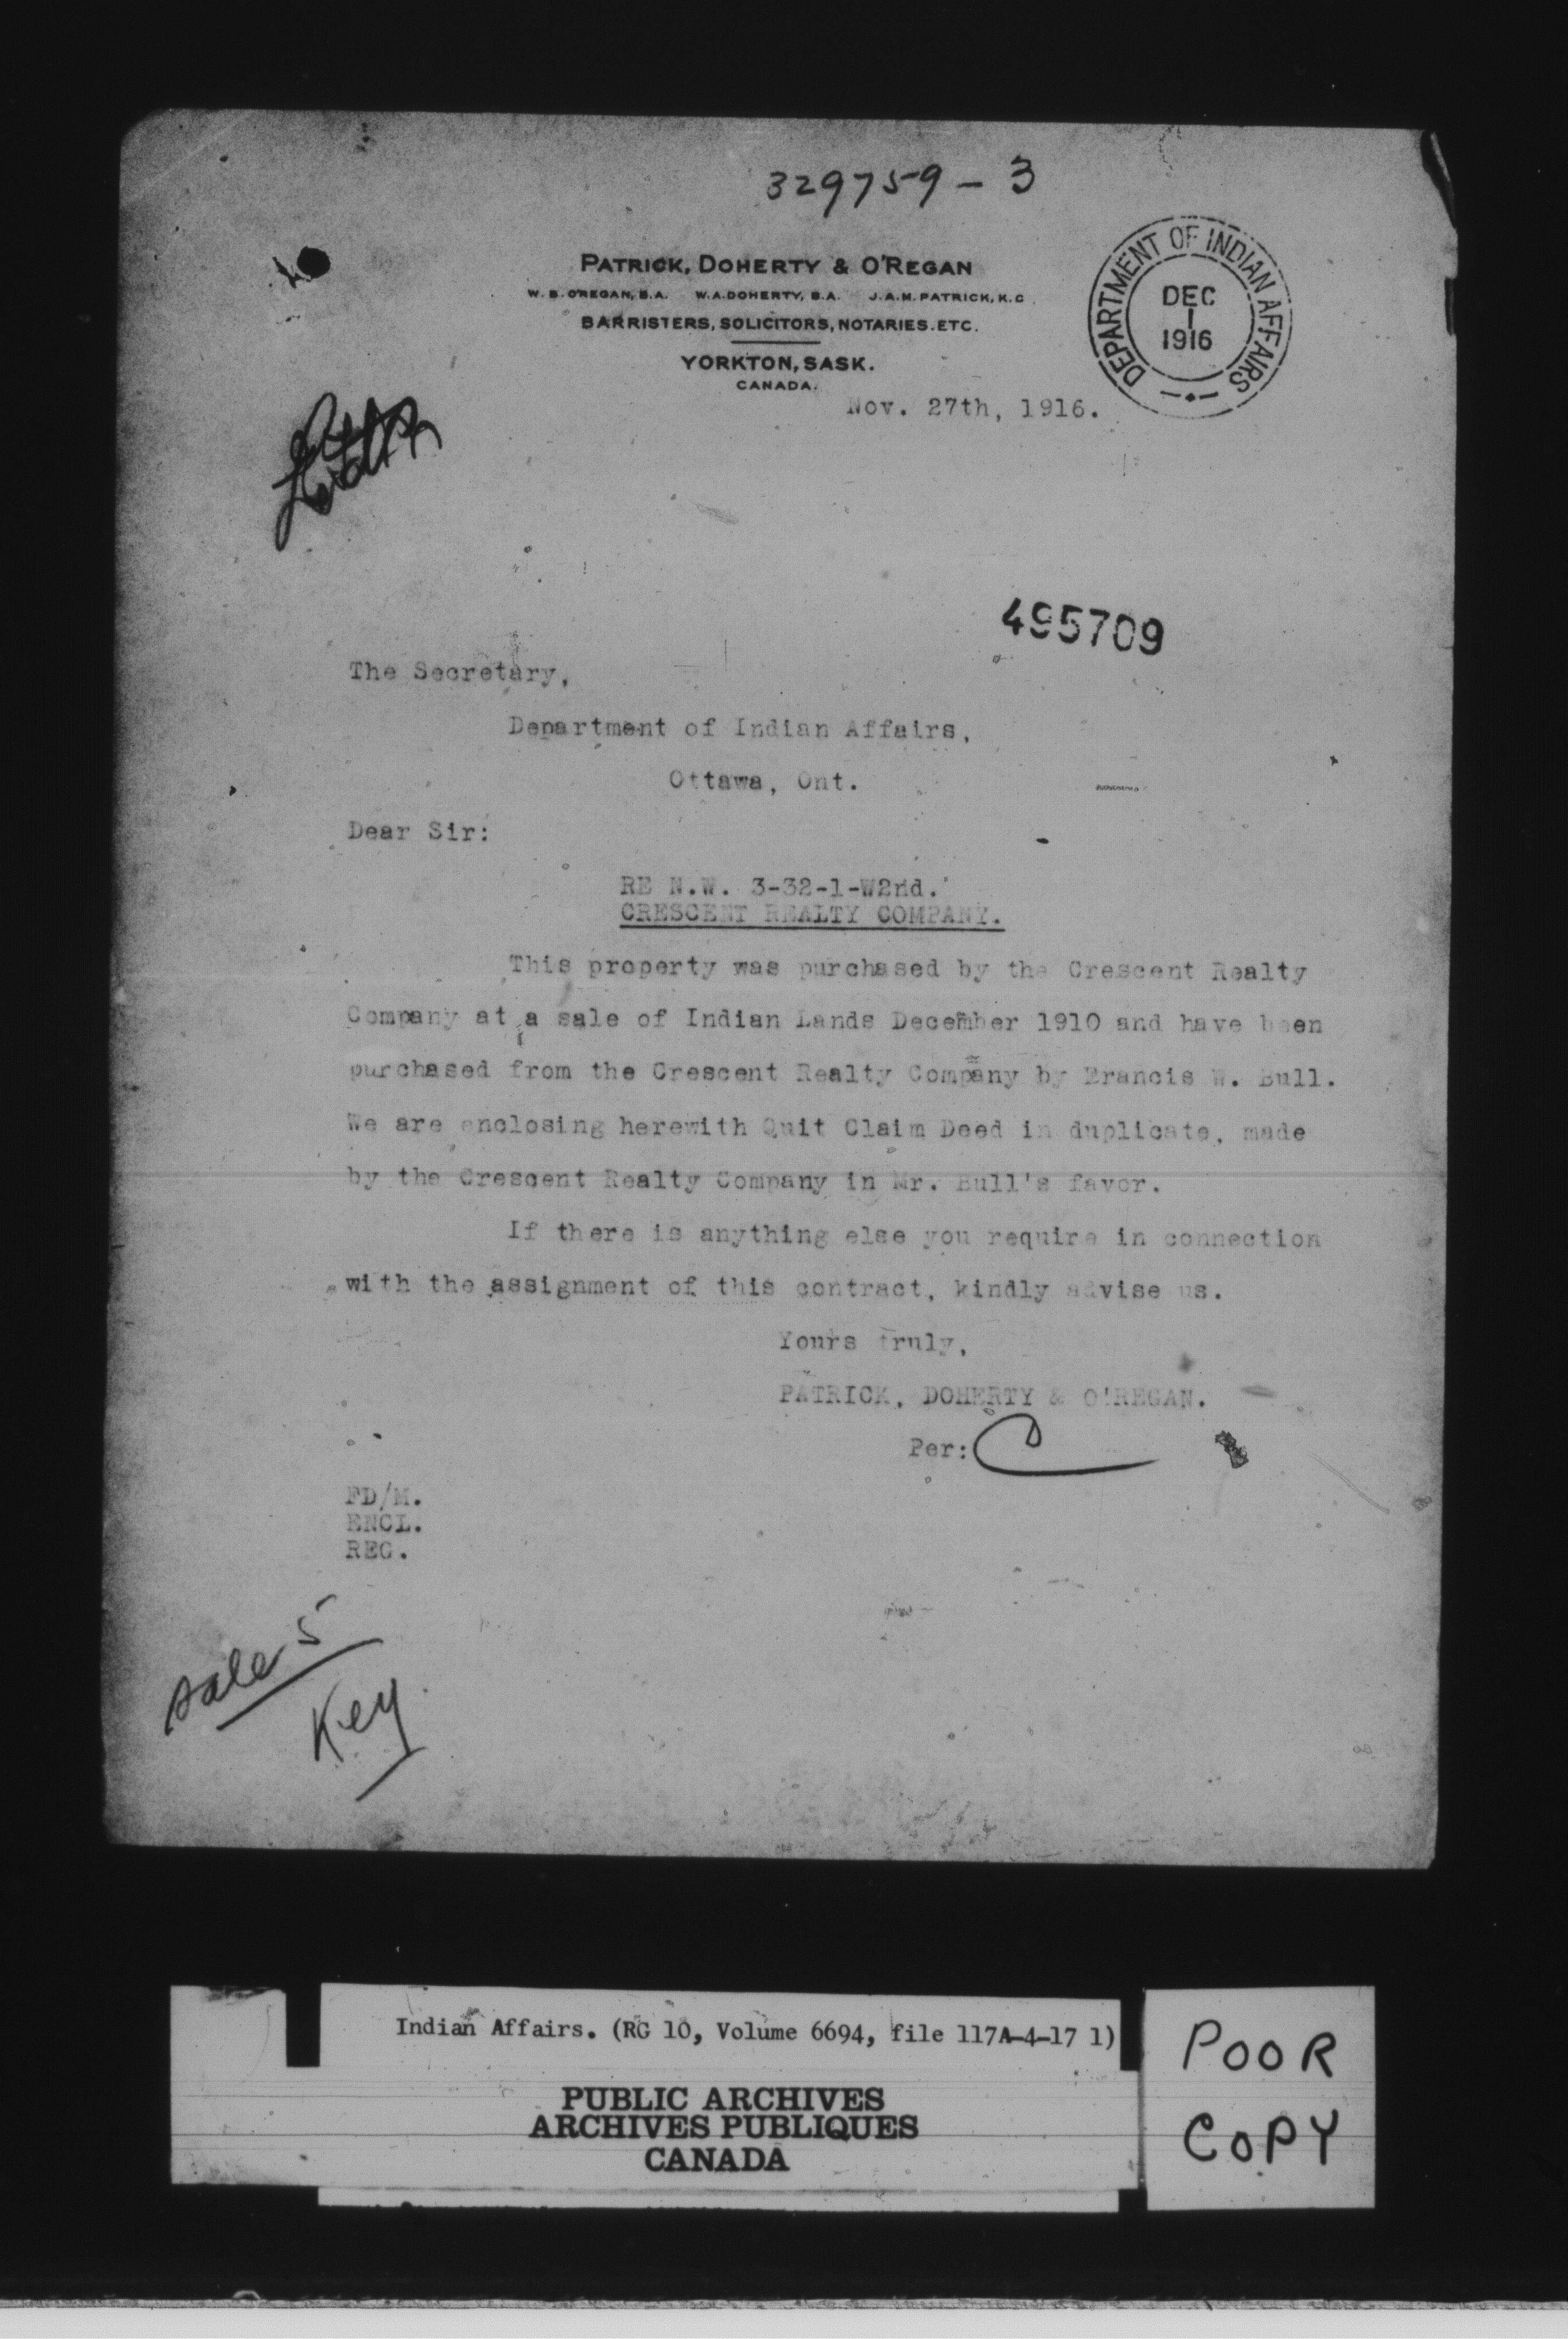 329759-3
PATRICK, DOHERTY & O'REGAN
W. B. O'REGAN, B.A. W.A. DOHERTY, B.A. J.A.M. PATRICK, K.C.
BARRISTERS, SOLICITORS, NOTARIES. ETC.
YORKTON, SASK.
CANADA.
DEPARTMENT OF INDIAN AFFAIRS
DEC
1
1916
Nov. 27th, 1916.
495709
The Secretary,
Department of Indian Affairs,
Ottawa, Ont.
Dear Sir:
RE N.W. 3-32-1-W2nd.
CRESCENT REALTY COMPANY.
This property was purchased by the Crescent Realty
Company at a sale of Indian Lands December 1910 and have been
purchased from the Crescent Realty Company by Francis W. Bull.
We are enclosing herewith Quit Claim Deed in duplicate, made
by the Crescent Realty Company in Mr. Bull's favor.
If there is anything else you require in connection
with the assignment of this contract, kindly advise us.
Yours truly,
PATRICK, DOHERTY & O'REGAN.
Per:
FD/M.
ENCL.
REG.
sale 5
Key
Indian Affairs. (RG 10, Volume 6694, file 117A-4-17 1)
PUBLIC ARCHIVES
ARCHIVES PUBLIQUES
CANADA
POOR
COPY